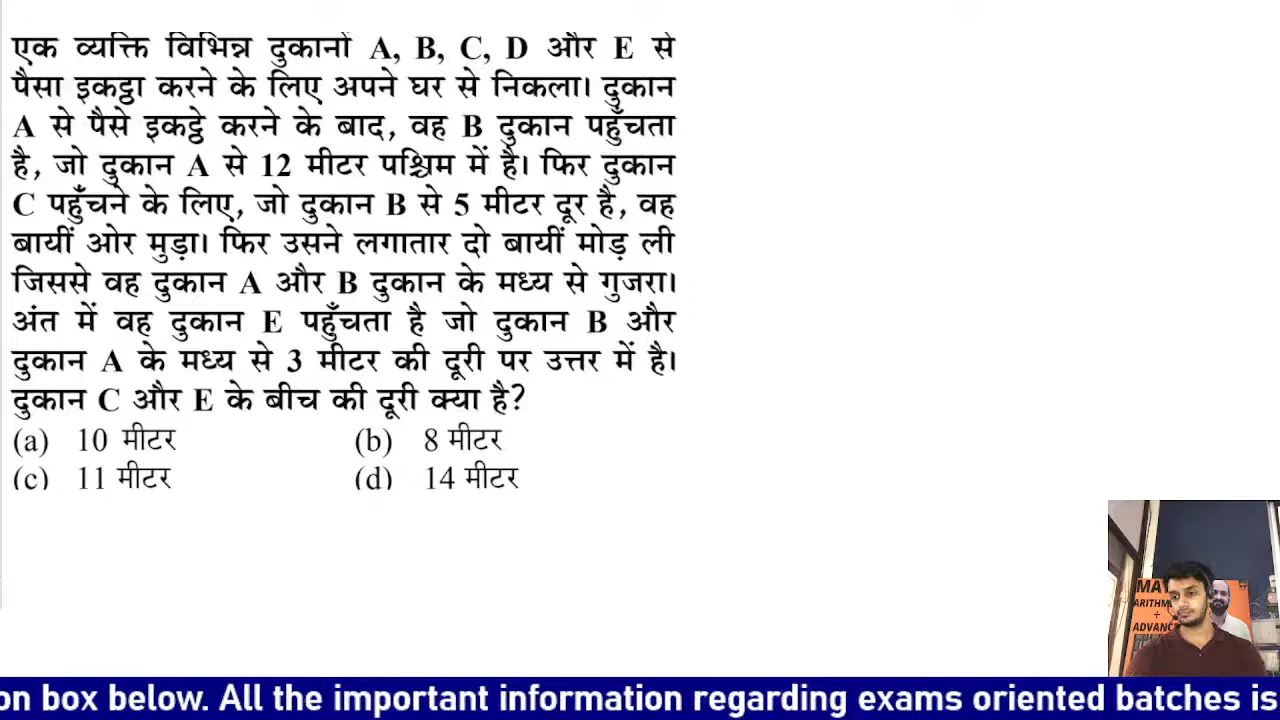 एक व्यक्ति विभिन्न दुकानों A, B, C, D और E से
पैसा इकट्ठा करने के लिए अपने घर से निकला। दुकान
A से पैसे इकट्ठे करने के बाद, वह B दुकान पहुँचता
है, जो दुकान A से 12 मीटर पश्चिम में है। फिर दुकान
C पहुँचने के लिए, जो दुकान B से 5 मीटर दूर है, वह
बायीं ओर मुड़ा। फिर उसने लगातार दो बायीं मोड़ ली
जिससे वह दुकान A और B दुकान के मध्य से गुजरा।
अंत में वह दुकान E पहुँचता है जो दुकान B और
दुकान A के मध्य से 3 मीटर की दूरी पर उत्तर में है।
दुकान C और E के बीच की दूरी क्या है?
(a) 10 मीटर (b) 8 मीटर
(c) 11 मीटर (d) 14 मीटर
ARITHME
+
ADVANC
on box below. All the important information regarding exams oriented batches is